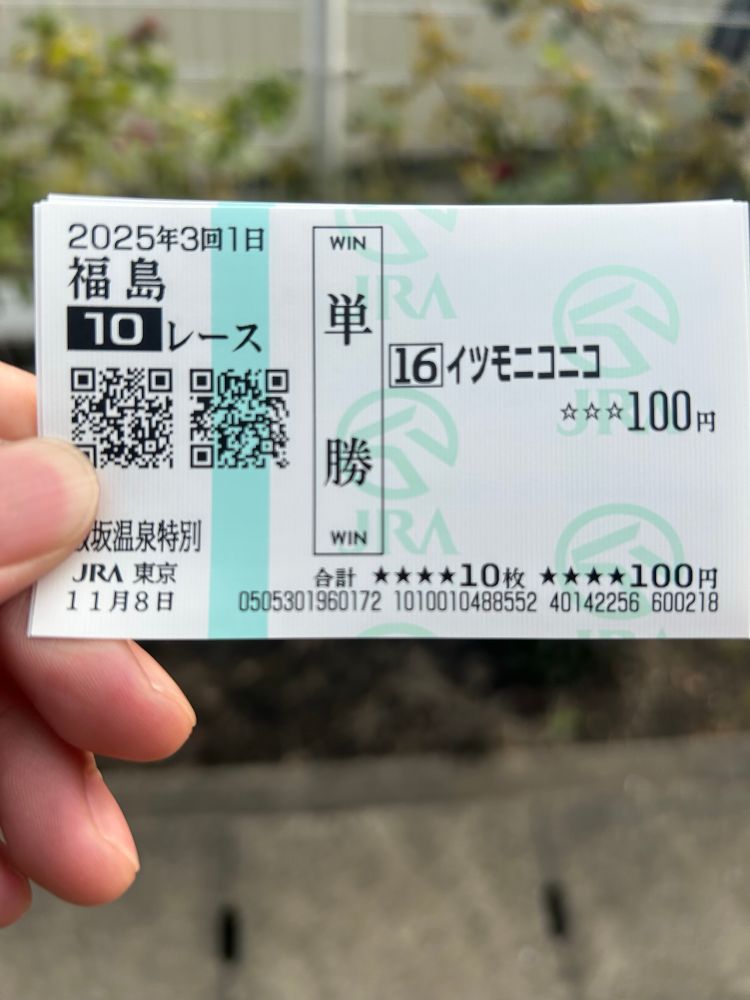 2025年3回1日
福島
10レース
坂温泉特別
JRA 東京
11月8日
WIN
単勝
WIN
16イツモニコニコ
☆☆☆100円
合計 ★★★★10枚 ★★★★100円
0505301960172 1010010488552 40142256 600218
JRA
JRA
JRA